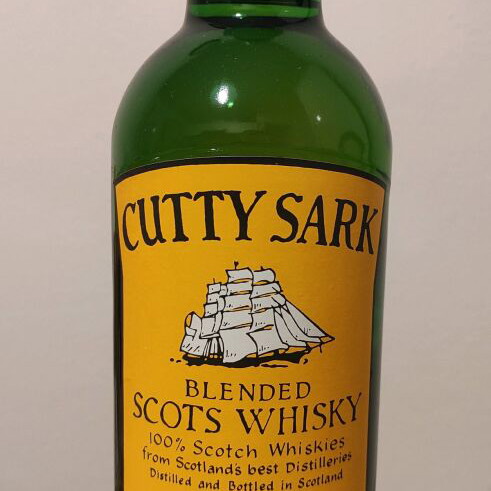 CUTTY SARK
BLENDED
SCOTS WHISKY
100% Scotch Whiskies
from Scotland's best Distilleries
Distilled and Bottled in Scotland